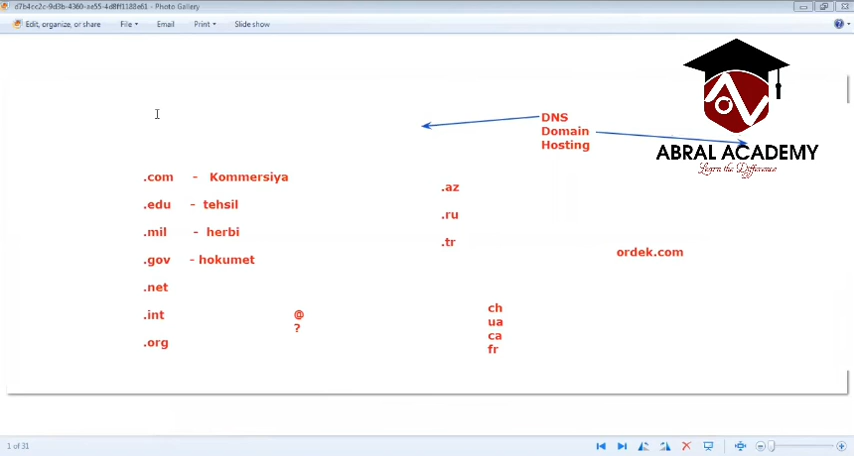 d7b4cc2c-9d3b-4360-ae55-4d8ff1188e61 - Photo Gallery
Edit, organize, or share File Email Print Slide show
DNS
Domain
Hosting
ABRAL ACADEMY
Learn the Difference
.com - Kommersiya
.edu - tehsil
.mil - herbi
.gov - hokumet
.net
.int
.org
@
?
.az
.ru
.tr
ch
ua
ca
fr
ordek.com
1 of 31